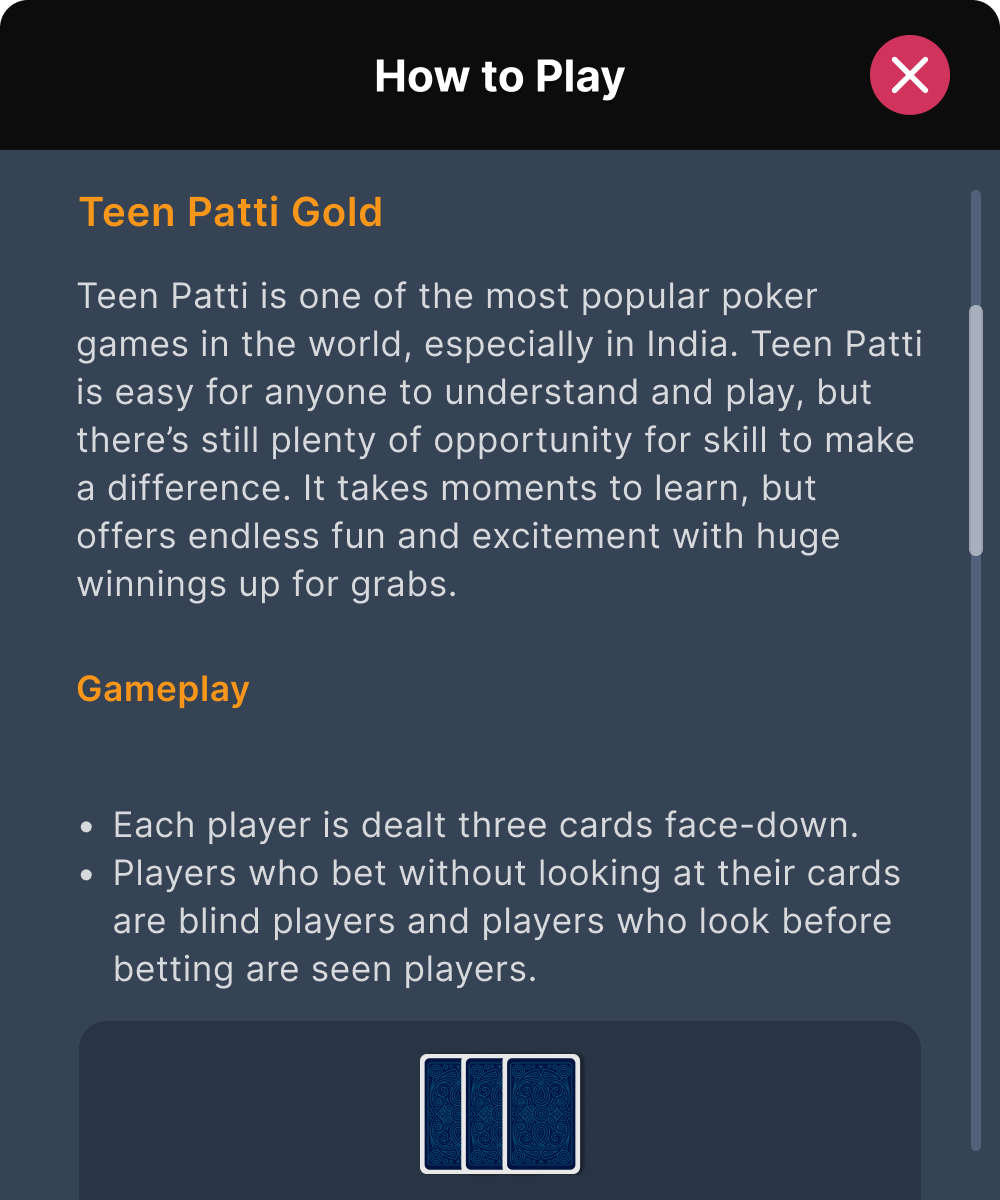 How to Play
Teen Patti Gold
Teen Patti is one of the most popular poker
games in the world, especially in India. Teen Patti
is easy for anyone to understand and play, but
there’s still plenty of opportunity for skill to make
a difference. It takes moments to learn, but
offers endless fun and excitement with huge
winnings up for grabs.
Gameplay
• Each player is dealt three cards face-down.
• Players who bet without looking at their cards
are blind players and players who look before
betting are seen players.